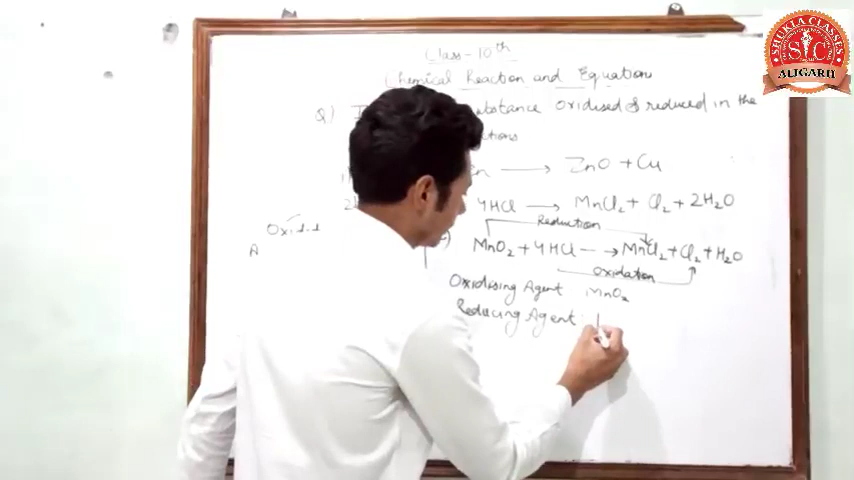 SHUKLA CLASSES
SC
ALIGARH
Class-10th
Chemical Reaction and Equation
Q) substance oxidised & reduced in the
→ ZnO + Cu
4HCl → MnCl2 + Cl2 + 2H2O
Reduction
MnO2 + 4HCl → MnCl2 + Cl2 + H2O
oxidation
Oxidising Agent MnO2
Reducing Agent
A